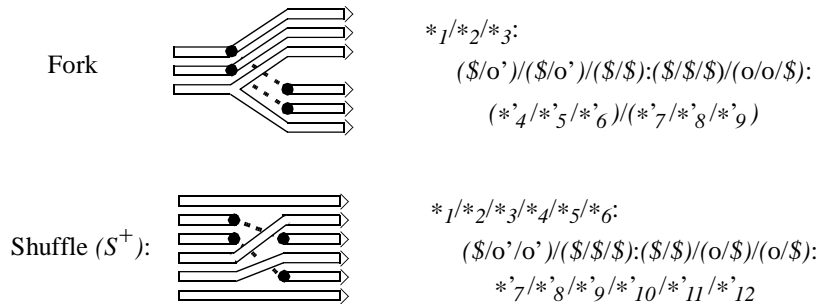 Fork
*1/*2/*3:
($/o’)/($/o’)/($/$):($/$/$)/(o/o/$):
(*’4/*’5/*’6)/(*’7/*’8/*’9)
Shuffle (S+):
*1/*2/*3/*4/*5/*6:
($/o’/o’)/($/$/$):($/$)/(o/$)/(o/$):
*’7/*’8/*’9/*’10/*’11/*’12